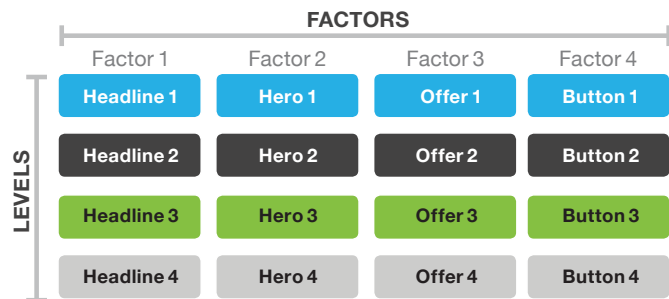 FACTORS
Factor 1 Factor 2 Factor 3 Factor 4
LEVELS
Headline 1 Hero 1 Offer 1 Button 1
Headline 2 Hero 2 Offer 2 Button 2
Headline 3 Hero 3 Offer 3 Button 3
Headline 4 Hero 4 Offer 4 Button 4